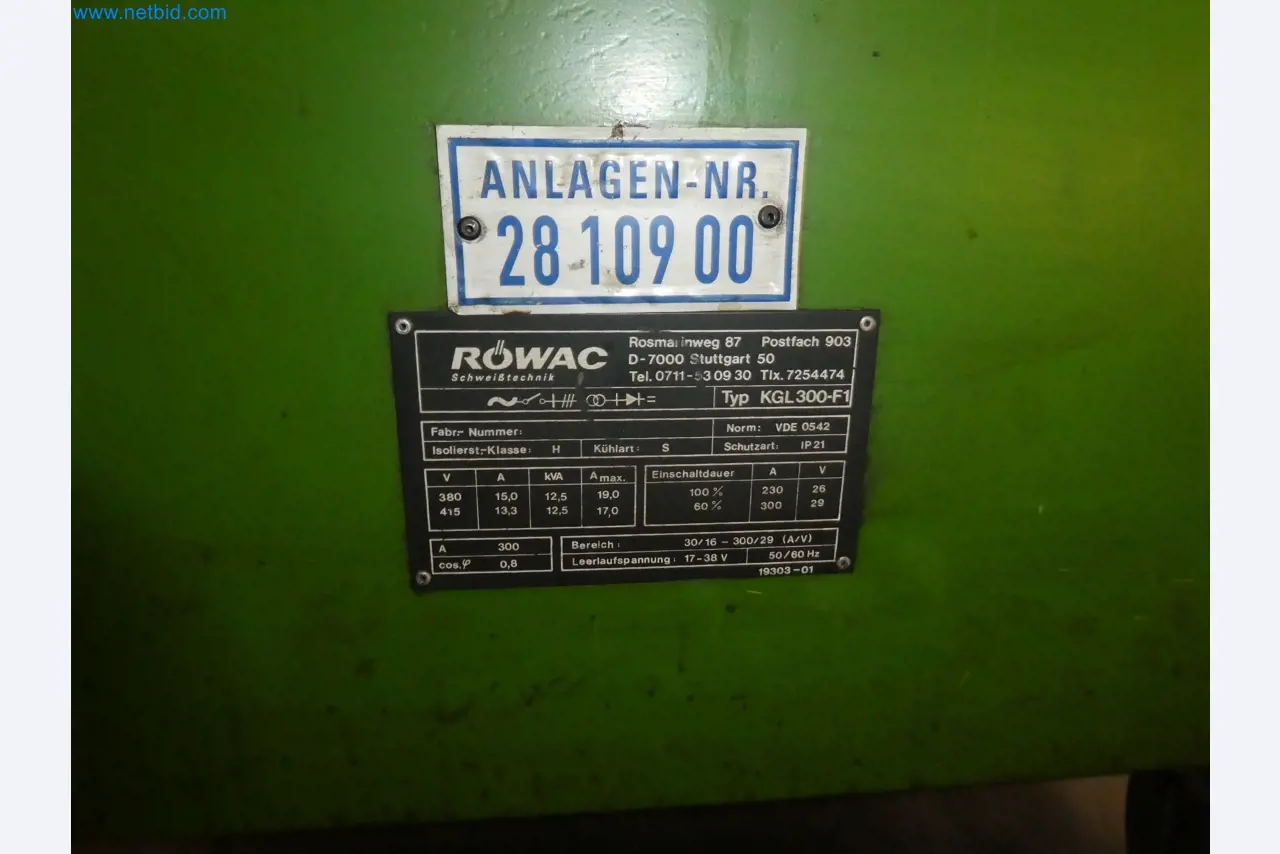 www.netbid.com
ANLAGEN-NR.
28 109 00
RÖWAC
Schweißtechnik
Rosmarinweg 87 Postfach 903
D-7000 Stuttgart 50
Tel. 0711-53 09 30 Tlx. 7254474
Typ KGL 300-F1
Fabr.- Nummer:
Norm: VDE 0542
Isolierst.-Klasse: H Kühlart: S Schutzart: IP 21
V A kVA A max.
380 15,0 12,5 19,0
415 13,3 12,5 17,0
Einschaltdauer A V
100 % 230 26
60 % 300 29
A 300
cos.φ 0,8
Bereich: 30/16 - 300/29 (A/V)
Leerlaufspannung: 17-38 V 50/60 Hz
19303-01